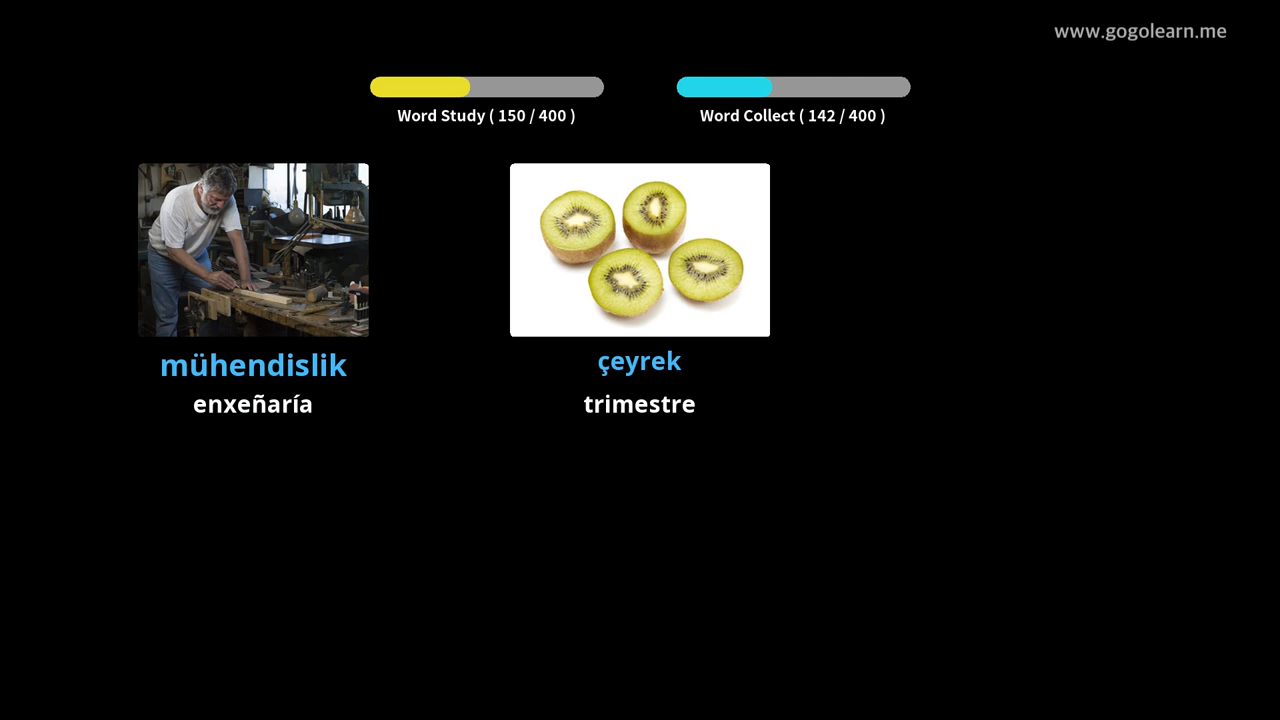 www.gogolearn.me
Word Study ( 150 / 400 )
Word Collect ( 142 / 400 )
mühendislik
enxeñaría
çeyrek
trimestre